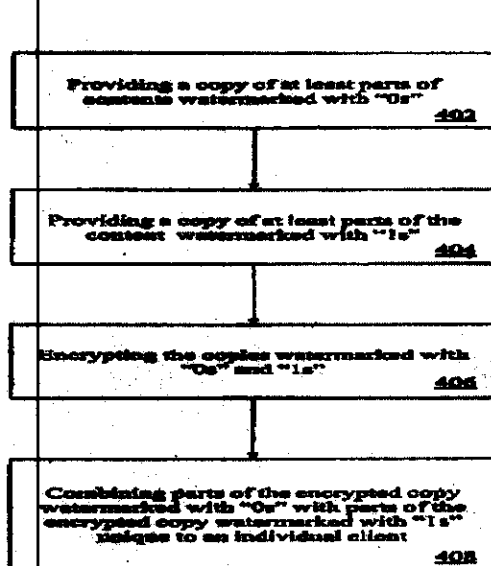 Providing a copy of at least parts of
contents watermarked with "0s"
402
Providing a copy of at least parts of the
content watermarked with "1s"
404
Encrypting the copies watermarked with
"0s" and "1s"
406
Combining parts of the encrypted copy
watermarked with "0s" with parts of the
encrypted copy watermarked with "1s"
unique to an individual client
408